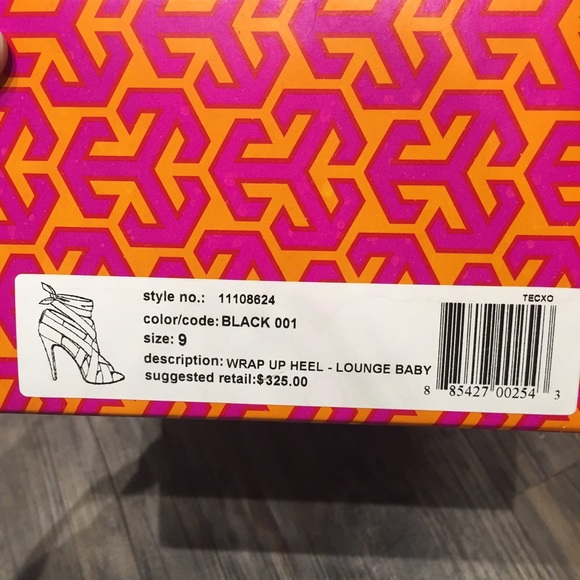 style no.: 11108624
color/code: BLACK 001
size: 9
description: WRAP UP HEEL - LOUNGE BABY
suggested retail:$325.00
TECXO
8 85427 00254 3